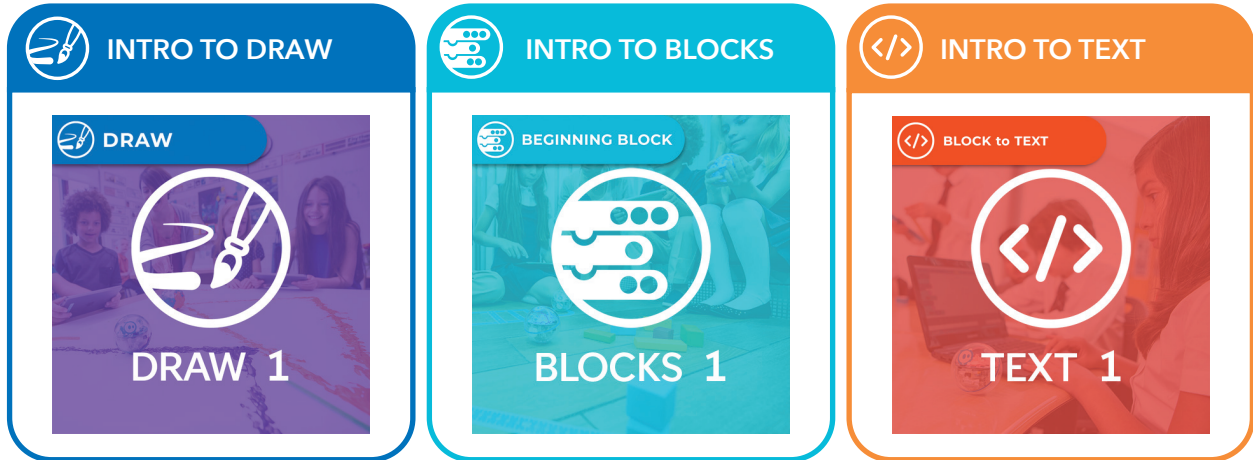 INTRO TO DRAW
DRAW
DRAW 1
INTRO TO BLOCKS
BEGINNING BLOCK
BLOCKS 1
INTRO TO TEXT
BLOCK to TEXT
TEXT 1